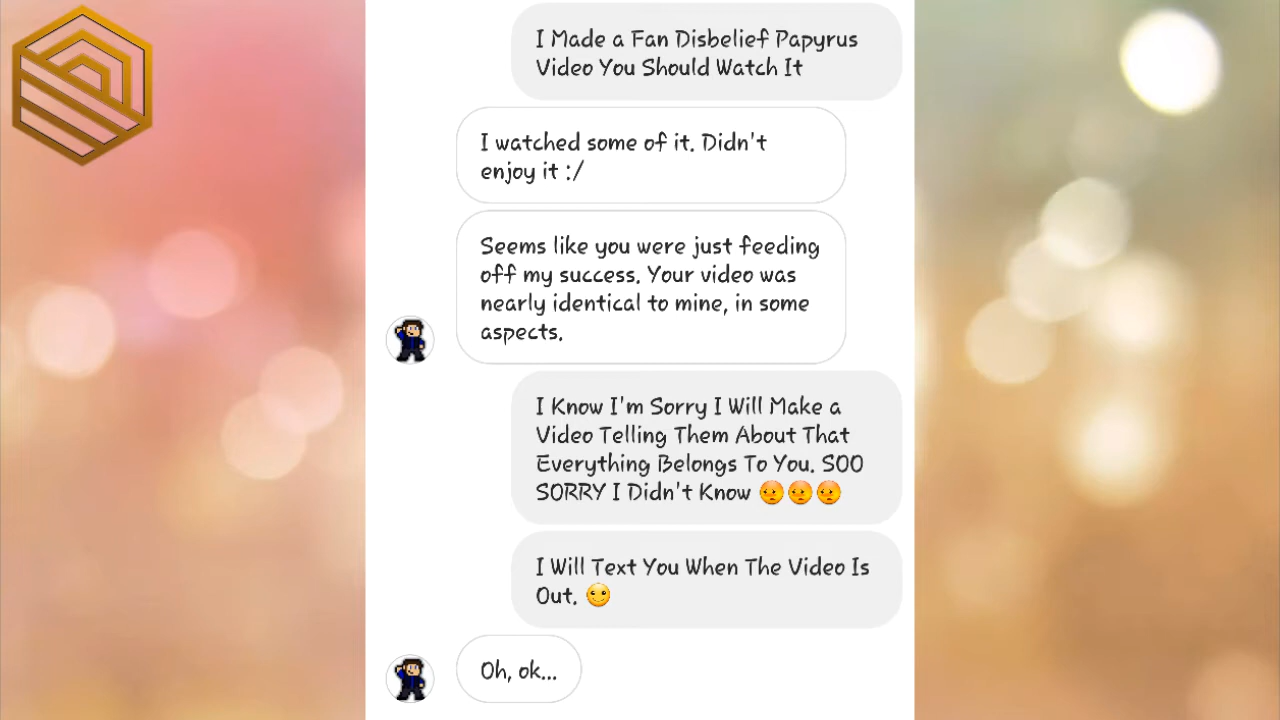 I Made a Fan Disbelief Papyrus
Video You Should Watch It
I watched some of it. Didn't
enjoy it :/
Seems like you were just feeding
off my success. Your video was
nearly identical to mine, in some
aspects.
I Know I'm Sorry I Will Make a
Video Telling Them About That
Everything Belongs To You. SOO
SORRY I Didn't Know 😳😳😳
I Will Text You When The Video Is
Out. 🙂
Oh, ok...